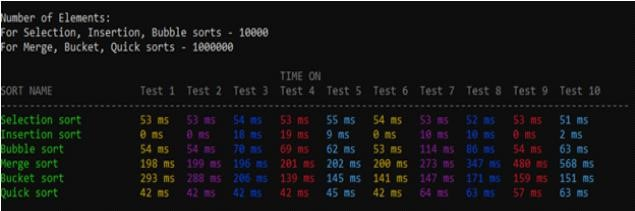 Number of Elements:
For Selection, Insertion, Bubble sorts - 10000
For Merge, Bucket, Quick sorts - 1000000
TIME ON
SORT NAME Test 1 Test 2 Test 3 Test 4 Test 5 Test 6 Test 7 Test 8 Test 9 Test 10
Selection sort 53 ms 53 ms 54 ms 53 ms 55 ms 54 ms 53 ms 52 ms 53 ms 51 ms
Insertion sort 0 ms 0 ms 18 ms 19 ms 9 ms 0 ms 10 ms 10 ms 0 ms 2 ms
Bubble sort 54 ms 54 ms 70 ms 69 ms 62 ms 53 ms 114 ms 86 ms 54 ms 63 ms
Merge sort 198 ms 199 ms 196 ms 201 ms 202 ms 200 ms 273 ms 347 ms 480 ms 568 ms
Bucket sort 293 ms 288 ms 206 ms 139 ms 145 ms 141 ms 147 ms 171 ms 159 ms 151 ms
Quick sort 42 ms 42 ms 42 ms 42 ms 45 ms 42 ms 64 ms 63 ms 57 ms 63 ms